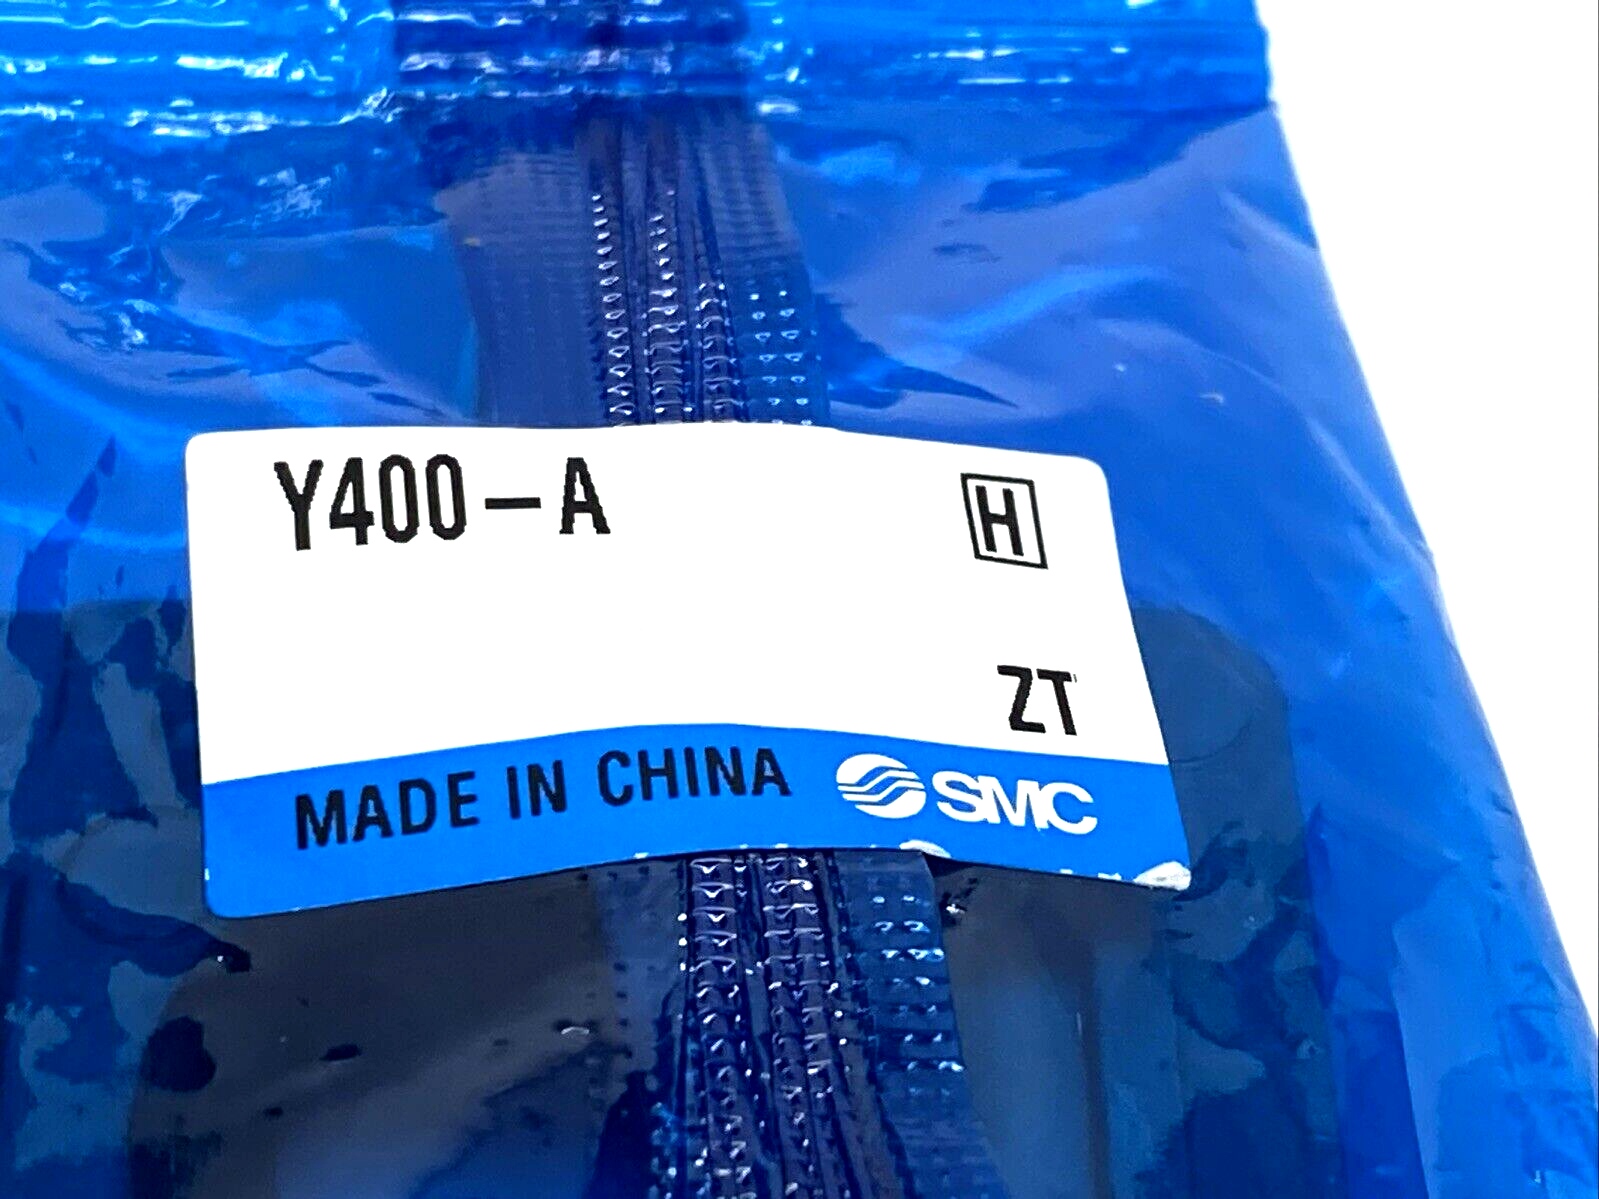 Y400-A
H
ZT
MADE IN CHINA SMC